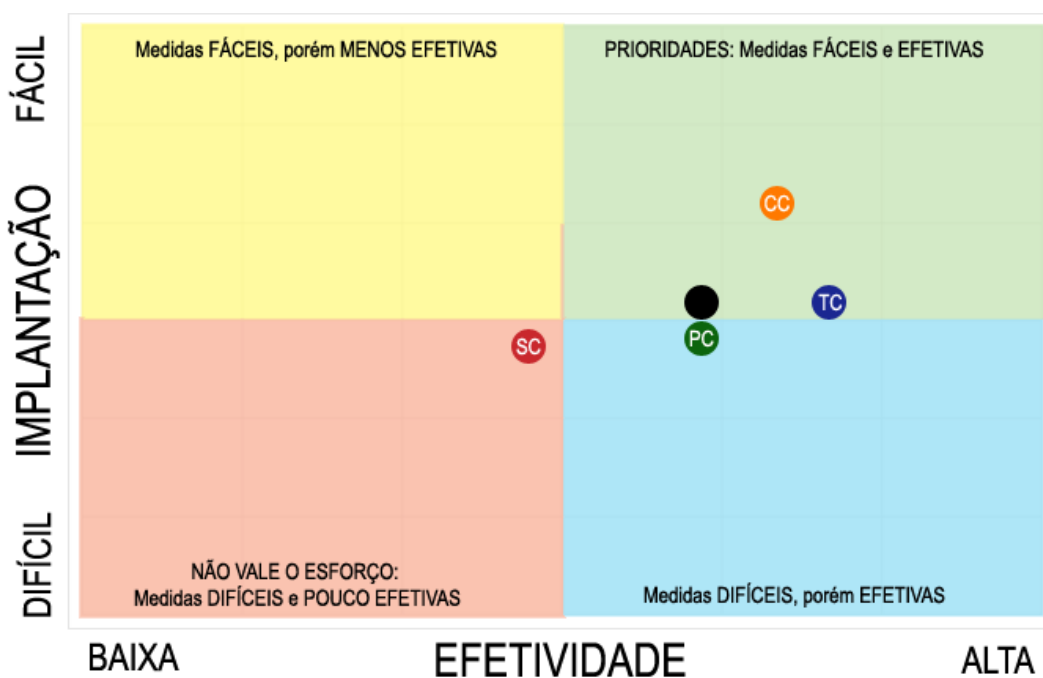 Medidas FÁCEIS, porém MENOS EFETIVAS
PRIORIDADES: Medidas FÁCEIS e EFETIVAS
FÁCIL
IMPLANTAÇÃO
DIFÍCIL
CC
TC
PC
SC
NÃO VALE O ESFORÇO:
Medidas DIFÍCEIS e POUCO EFETIVAS
Medidas DIFÍCEIS, porém EFETIVAS
BAIXA
EFETIVIDADE
ALTA